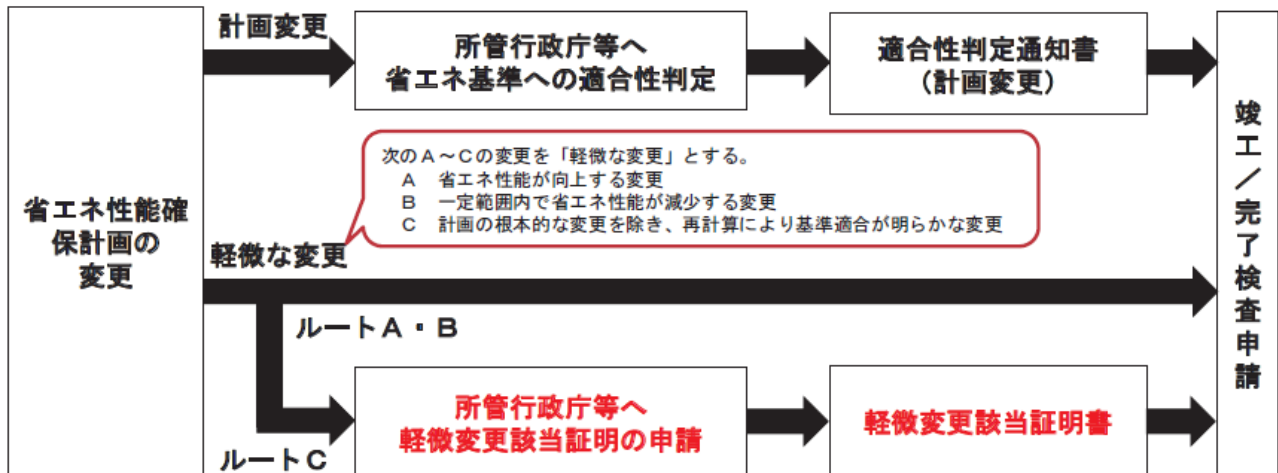 省エネ性能確
保計画の
変更
計画変更
所管行政庁等へ
省エネ基準への適合性判定
適合性判定通知書
（計画変更）
次のA～Cの変更を「軽微な変更」とする。
A　省エネ性能が向上する変更
B　一定範囲内で省エネ性能が減少する変更
C　計画の根本的な変更を除き、再計算により基準適合が明らかな変更
軽微な変更
ルートA・B
ルートC
所管行政庁等へ
軽微変更該当証明の申請
軽微変更該当証明書
竣工／完了検査申請